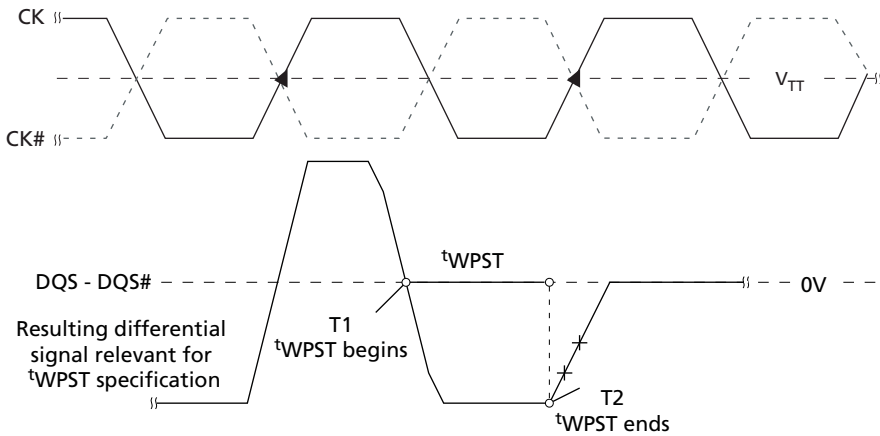 CK
VTT
CK#
tWPST
DQS - DQS#
0V
Resulting differential
signal relevant for
tWPST specification
T1
tWPST begins
T2
tWPST ends